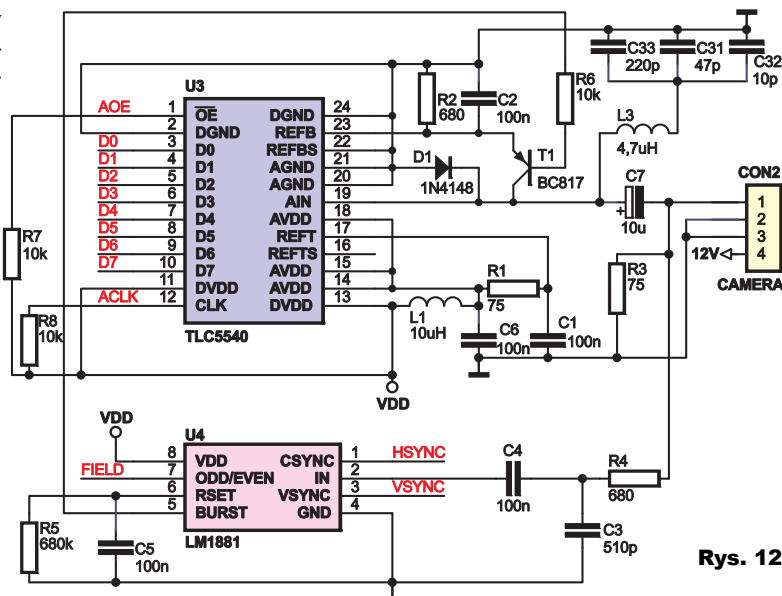 C33
220p
C31
47p
C32
10p
U3
R6
10k
R2
680
C2
100n
L3
4,7uH
AOE 1 OE DGND 24
2 DGND REFB 23
D0 3 D0 REFBS 22
D1 4 D1 AGND 21
D2 5 D2 AGND 20
D3 6 D3 AIN 19
D4 7 D4 AVDD 18
D5 8 D5 REFT 17
D6 9 D6 REFTS 16
D7 10 D7 AVDD 15
11 DVDD AVDD 14
ACLK 12 CLK DVDD 13
TLC5540
D1
1N4148
T1
BC817
C7
+
10u
CON2
1
2
3
12V 4
CAMERA
R7
10k
R8
10k
R1
75
R3
75
L1
10uH
C6
100n
C1
100n
VDD
VDD
U4
8 VDD CSYNC 1 HSYNC
FIELD 7 ODD/EVEN IN 2
6 RSET VSYNC 3 VSYNC
5 BURST GND 4
LM1881
R5
680k
C5
100n
C4
100n
R4
680
C3
510p
Rys. 12